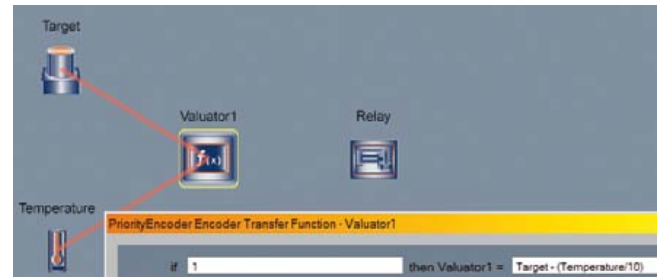 Target
Valuator1
Relay
f(x)
Temperature
PriorityEncoder Encoder Transfer Function - Valuator1
if 1 then Valuator1 = Target - (Temperature/10)